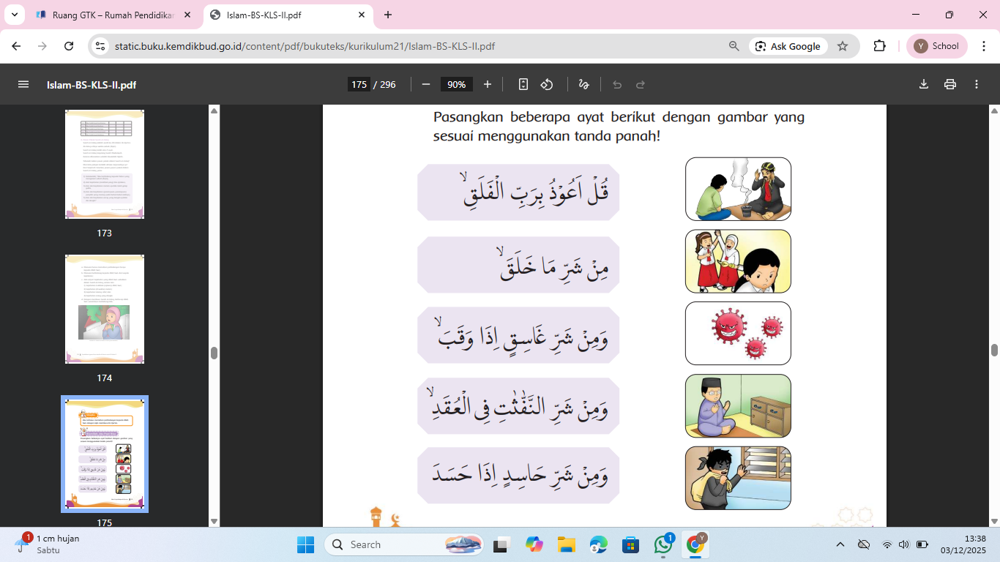 Ruang GTK – Rumah Pendidika
Islam-BS-KLS-II.pdf
static.buku.kemdikbud.go.id/content/pdf/bukuteks/kurikulum21/Islam-BS-KLS-II.pdf
Ask Google
Y
School
Islam-BS-KLS-II.pdf
175 / 296
90%
173
174
175
Pasangkan beberapa ayat berikut dengan gambar yang
sesuai menggunakan tanda panah!
قُلْ اَعُوْذُ بِرَبِّ الْفَلَقِۙ
مِنْ شَرِّ مَا خَلَقَۙ
وَمِنْ شَرِّ غَاسِقٍ اِذَا وَقَبَۙ
وَمِنْ شَرِّ النَّفّٰثٰتِ فِى الْعُقَدِۙ
وَمِنْ شَرِّ حَاسِدٍ اِذَا حَسَدَ
1
1 cm hujan
Sabtu
Search
1
Y
13:38
03/12/2025